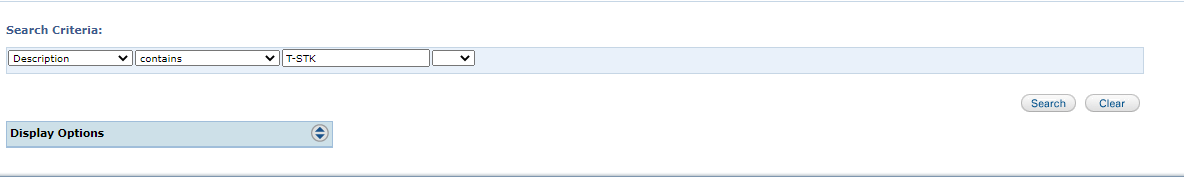 Search Criteria:
Description contains T-STK
Search Clear
Display Options